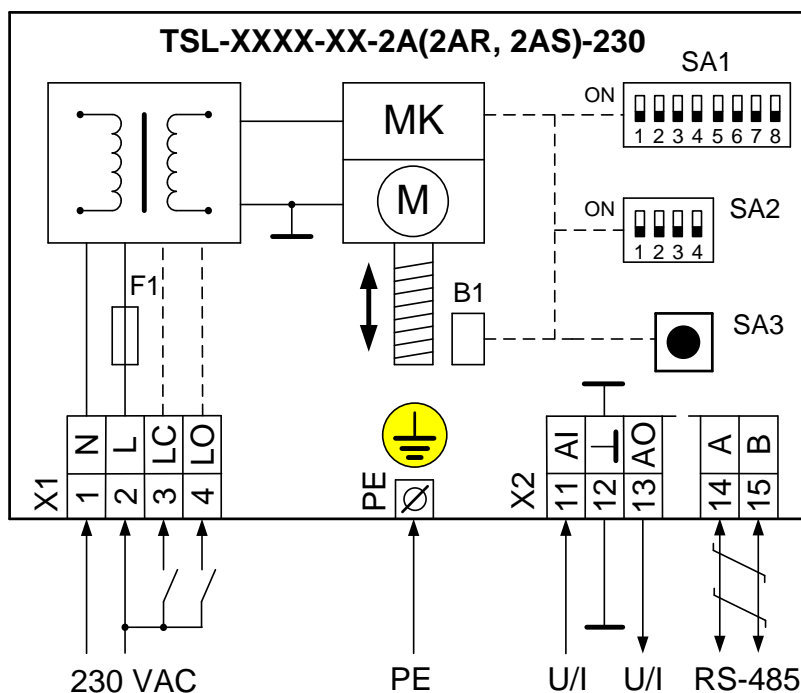 TSL-XXXX-XX-2A(2AR, 2AS)-230
SA1
ON
1 2 3 4 5 6 7 8
MK
M
SA2
ON
1 2 3 4
F1
B1
SA3
X1
N L LC LO
1 2 3 4
PE
X2
AI ⊥ AO A B
11 12 13 14 15
230 VAC
PE
U/I
U/I
RS-485